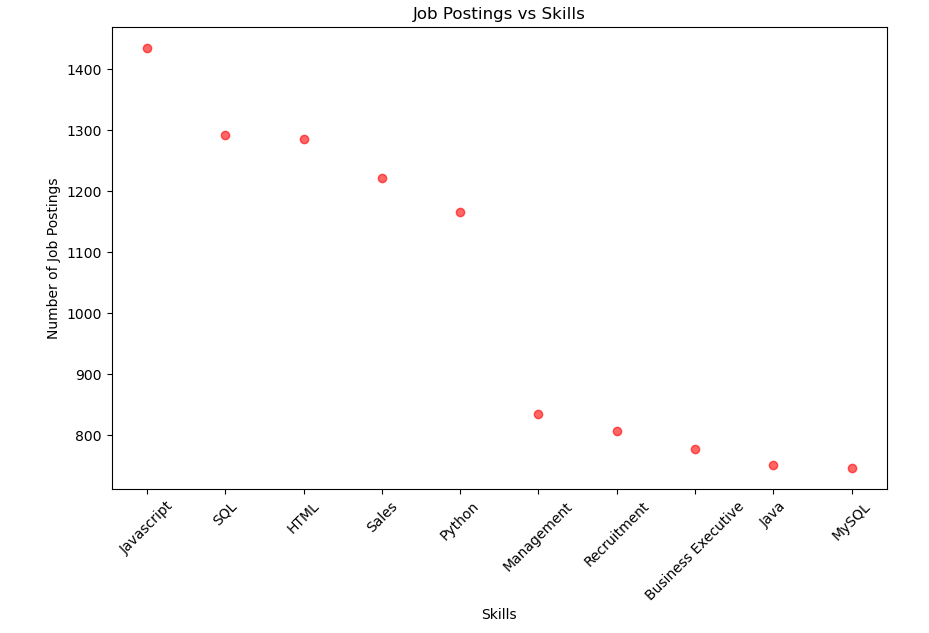 Job Postings vs Skills
Number of Job Postings
1400
1300
1200
1100
1000
900
800
Javascript
SQL
HTML
Sales
Python
Management
Recruitment
Business Executive
Java
MySQL
Skills